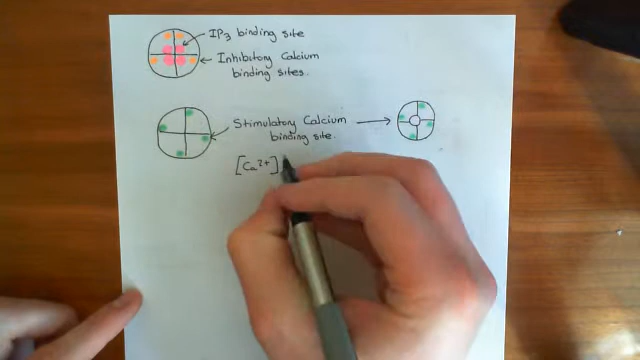 IP₃ binding site
Inhibitory Calcium
binding sites.
Stimulatory Calcium
binding site.
[Ca²⁺]